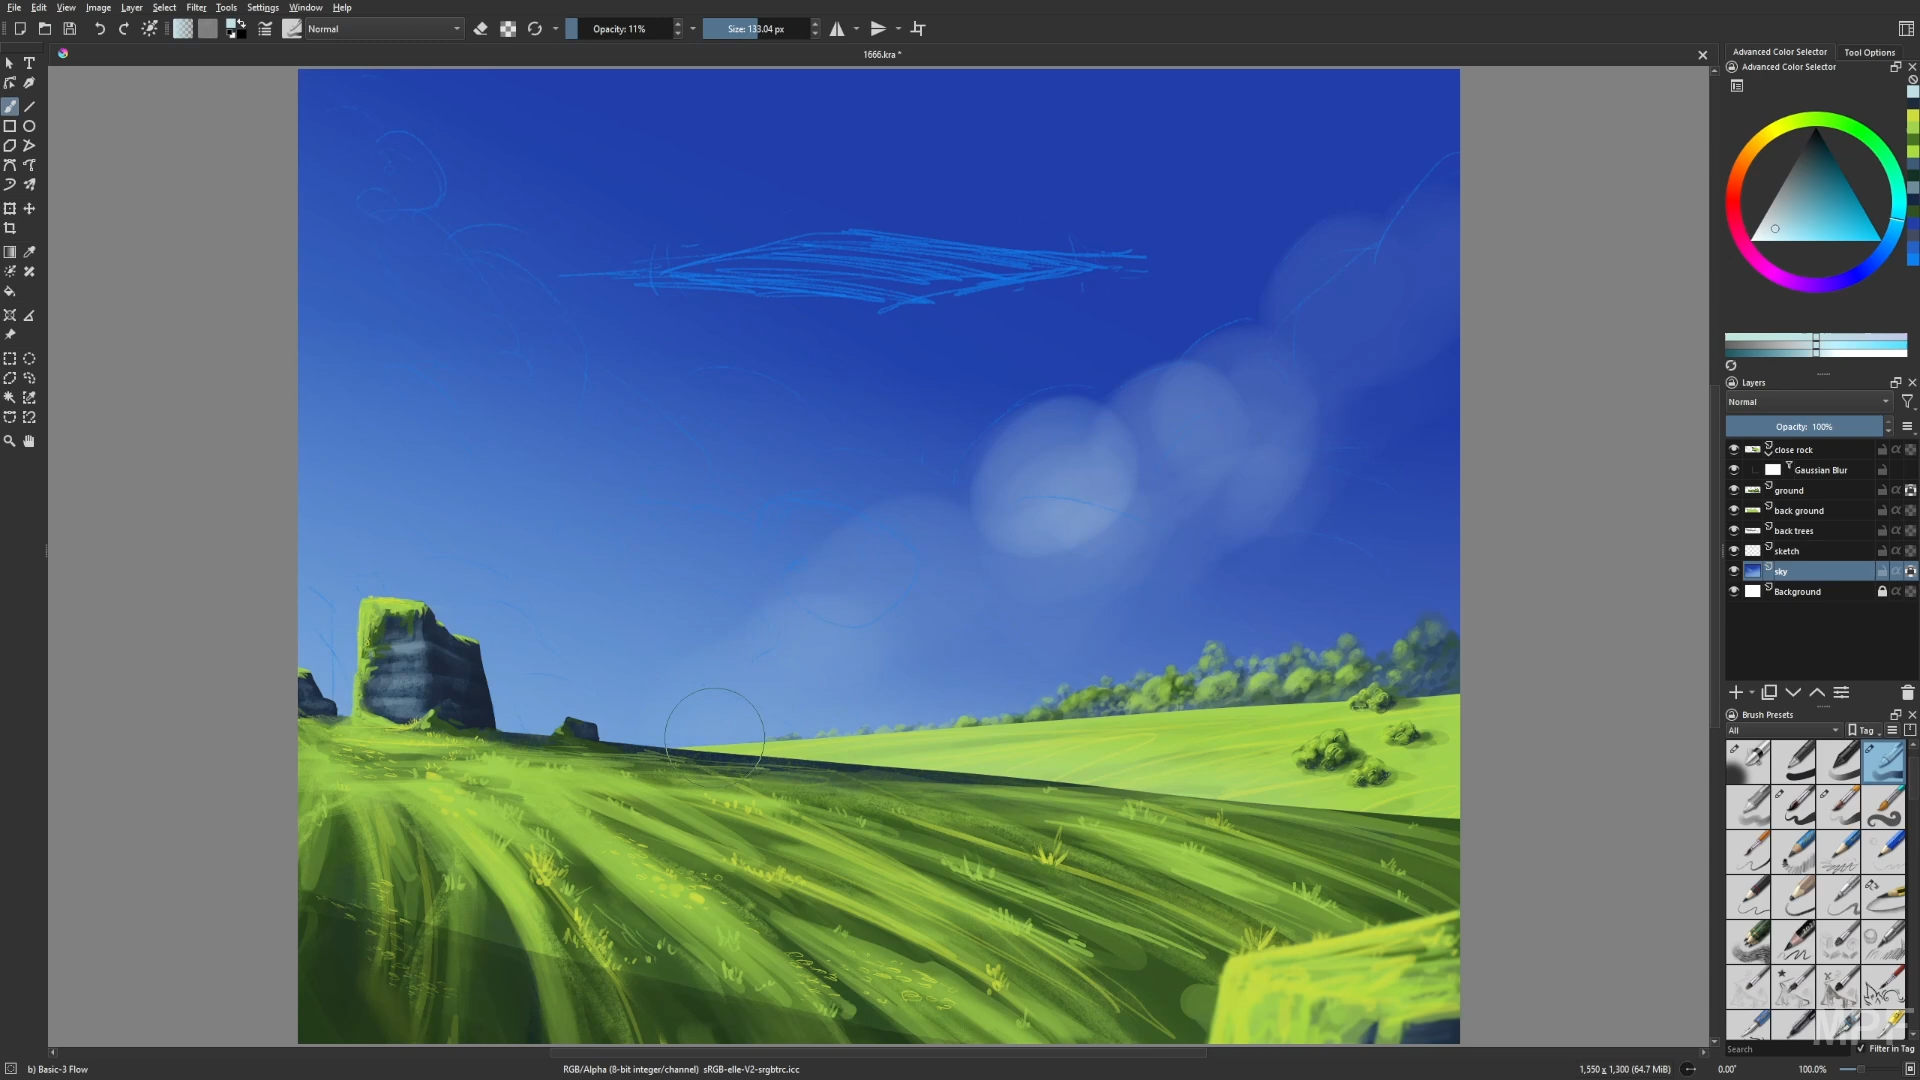 File Edit View Image Layer Select Filter Tools Settings Window Help
Normal Opacity: 11% Size: 133.04 px
1666.kra *
Advanced Color Selector Tool Options
Advanced Color Selector
Layers
Normal
Opacity: 100%
close rock
Gaussian Blur
ground
back ground
back trees
sketch
sky
Background
Brush Presets
All Tag
MPF
Search Filter in Tag
b) Basic-3 Flow RGB/Alpha (8-bit integer/channel) sRGB-elle-V2-srgbtrc.icc 1,550 x 1,300 (64.7 MiB) 0.00° 100.0%